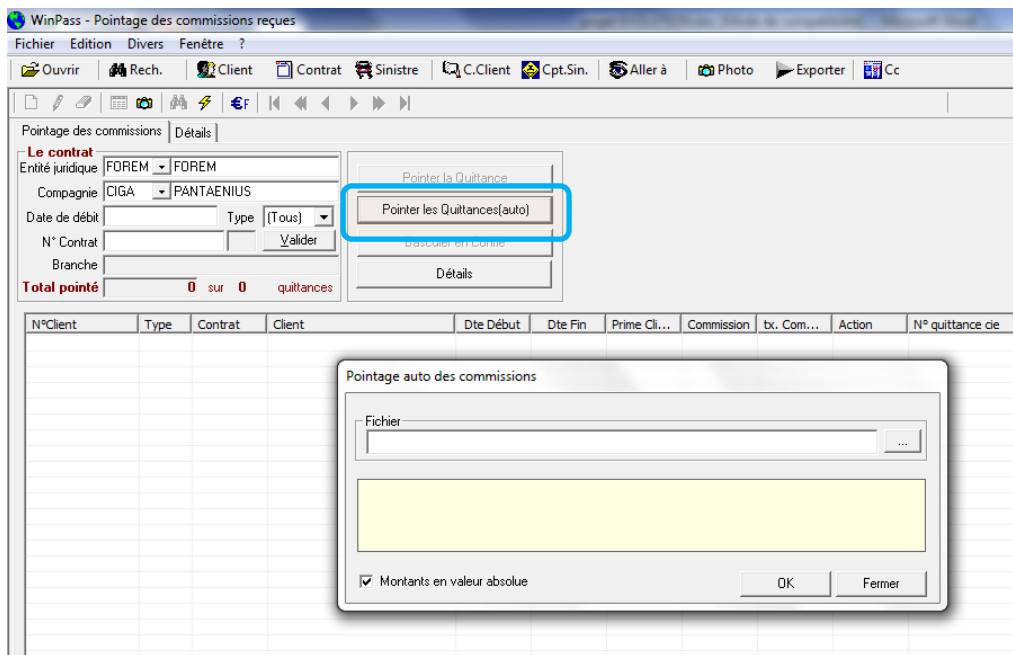 WinPass - Pointage des commissions reçues
Fichier Edition Divers Fenêtre ?
Ouvrir Rech. Client Contrat Sinistre C.Client Cpt.Sin. Aller à Photo Exporter Cc
€F
Pointage des commissions Détails
Le contrat
Entité juridique FOREM FOREM
Pointer la Quittance
Compagnie CIGA PANTAENIUS
Pointer les Quittances(auto)
Date de débit Type (Tous)
N° Contrat Valider
Basculer en Confié
Branche
Détails
Total pointé 0 sur 0 quittances
N°Client Type Contrat Client Dte Début Dte Fin Prime Cli... Commission tx. Com... Action N° quittance cie
Pointage auto des commissions
Fichier
...
Montants en valeur absolue OK Fermer